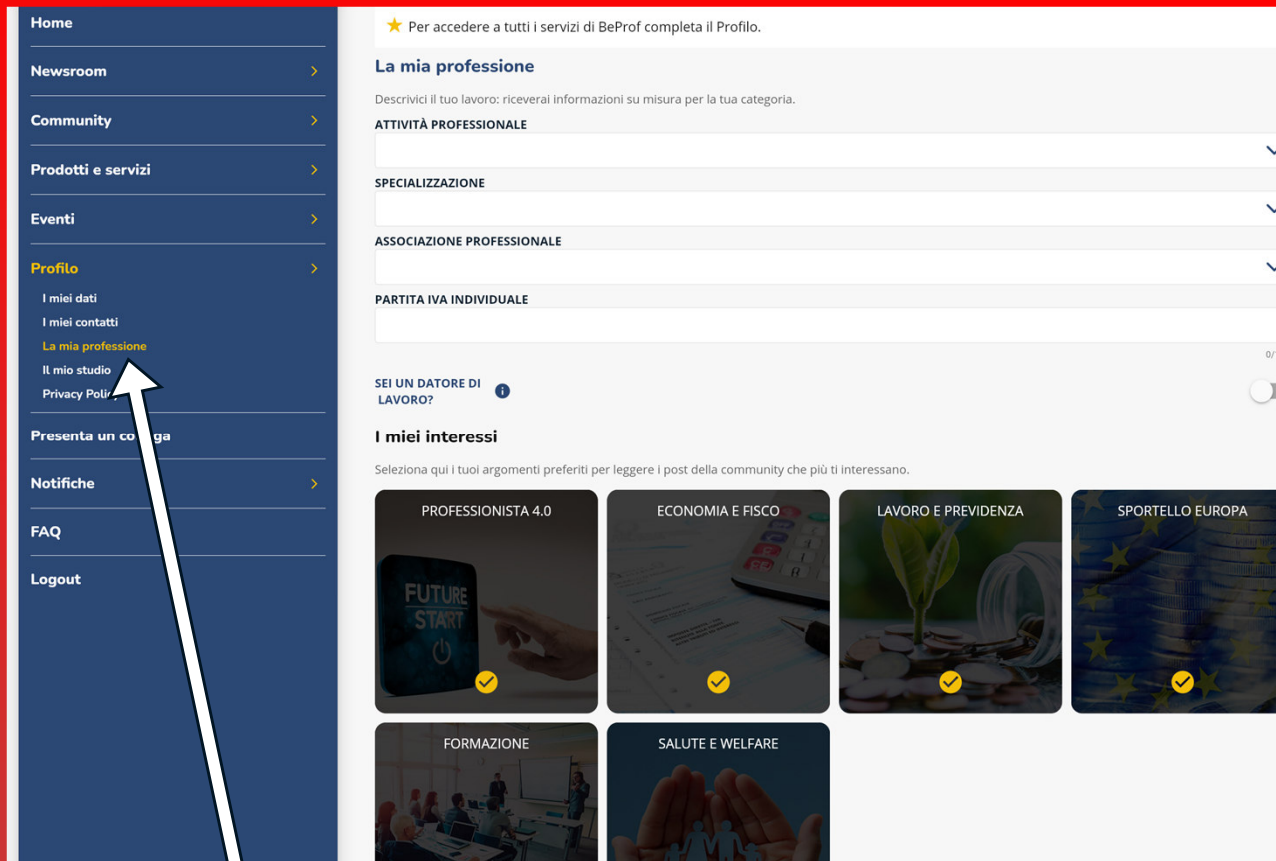 Home
Newsroom
Community
Prodotti e servizi
Eventi
Profilo
I miei dati
I miei contatti
La mia professione
Il mio studio
Privacy
Presenta un
Notifiche
FAQ
Logout
Per accedere a tutti i servizi di BeProf completa il Profilo.
La mia professione
Descrivici il tuo lavoro: riceverai informazioni su misura per la tua categoria.
ATTIVITÀ PROFESSIONALE
SPECIALIZZAZIONE
ASSOCIAZIONE PROFESSIONALE
PARTITA IVA INDIVIDUALE
0/
SEI UN DATORE DI
LAVORO?
I miei interessi
Seleziona qui i tuoi argomenti preferiti per leggere i post della community che più ti interessano.
PROFESSIONISTA 4.0
FUTURE
START
ECONOMIA E FISCO
LAVORO E PREVIDENZA
SPORTELLO EUROPA
FORMAZIONE
SALUTE E WELFARE